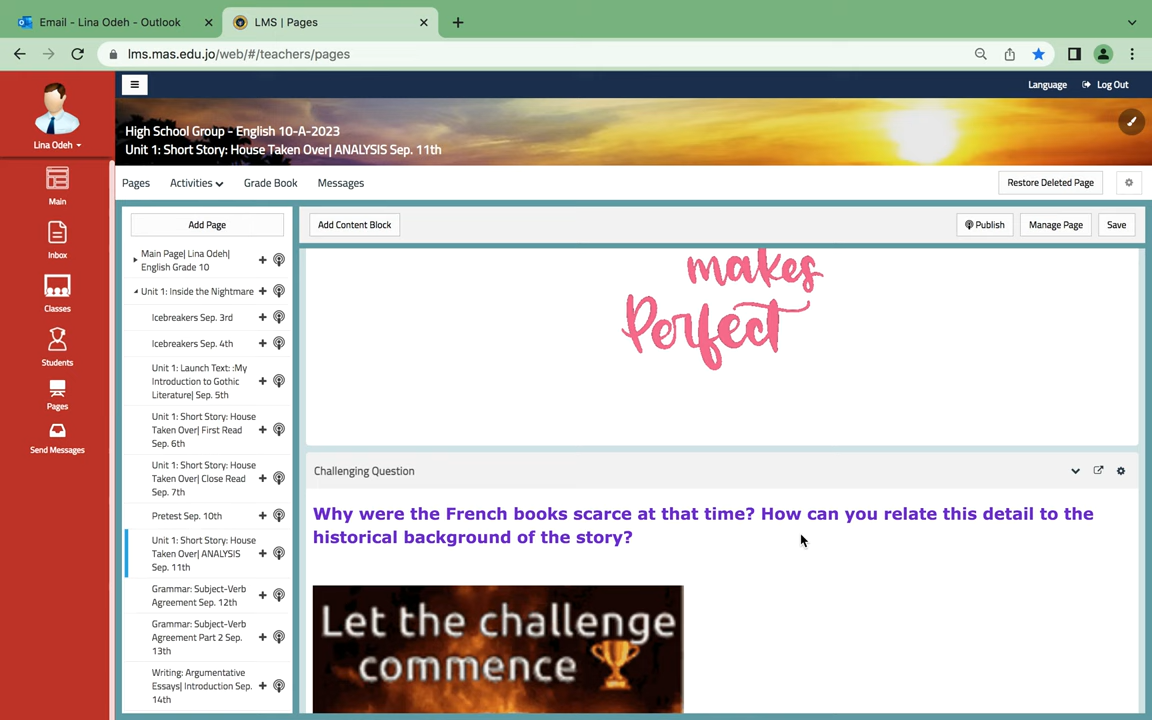 Email - Lina Odeh - Outlook
LMS | Pages
lms.mas.edu.jo/web/#/teachers/pages
Language
Log Out
Lina Odeh
High School Group - English 10-A-2023
Unit 1: Short Story: House Taken Over| ANALYSIS Sep. 11th
Pages
Activities
Grade Book
Messages
Restore Deleted Page
Main
Inbox
Classes
Students
Pages
Send Messages
Add Page
Main Page| Lina Odeh|
English Grade 10
Unit 1: Inside the Nightmare
Icebreakers Sep. 3rd
Icebreakers Sep. 4th
Unit 1: Launch Text: :My
Introduction to Gothic
Literature| Sep. 5th
Unit 1: Short Story: House
Taken Over| First Read
Sep. 6th
Unit 1: Short Story: House
Taken Over| Close Read
Sep. 7th
Pretest Sep. 10th
Unit 1: Short Story: House
Taken Over| ANALYSIS
Sep. 11th
Grammar: Subject-Verb
Agreement Sep. 12th
Grammar: Subject-Verb
Agreement Part 2 Sep.
13th
Writing: Argumentative
Essays| Introduction Sep.
14th
Add Content Block
Publish
Manage Page
Save
makes
Perfect
Challenging Question
Why were the French books scarce at that time? How can you relate this detail to the
historical background of the story?
Let the challenge
commence